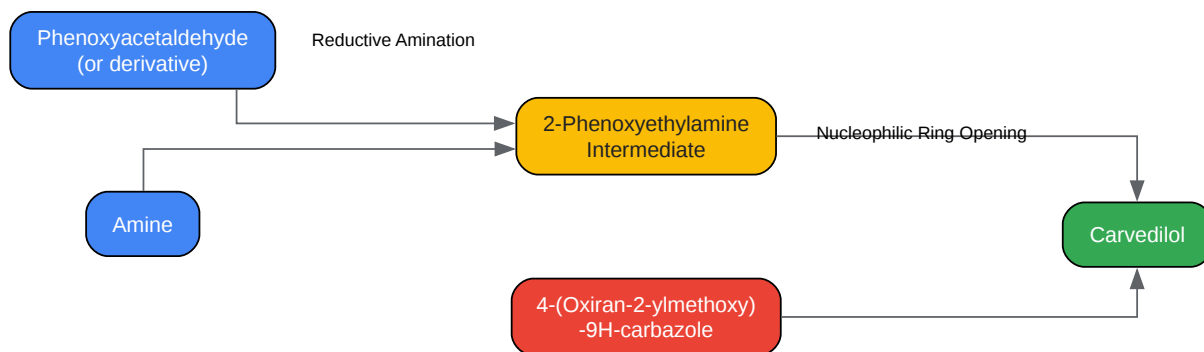 Phenoxyacetaldehyde
(or derivative)
Reductive Amination
2-Phenoxyethylamine
Intermediate
Nucleophilic Ring Opening
Amine
Carvedilol
4-(Oxiran-2-ylmethoxy)
-9H-carbazole